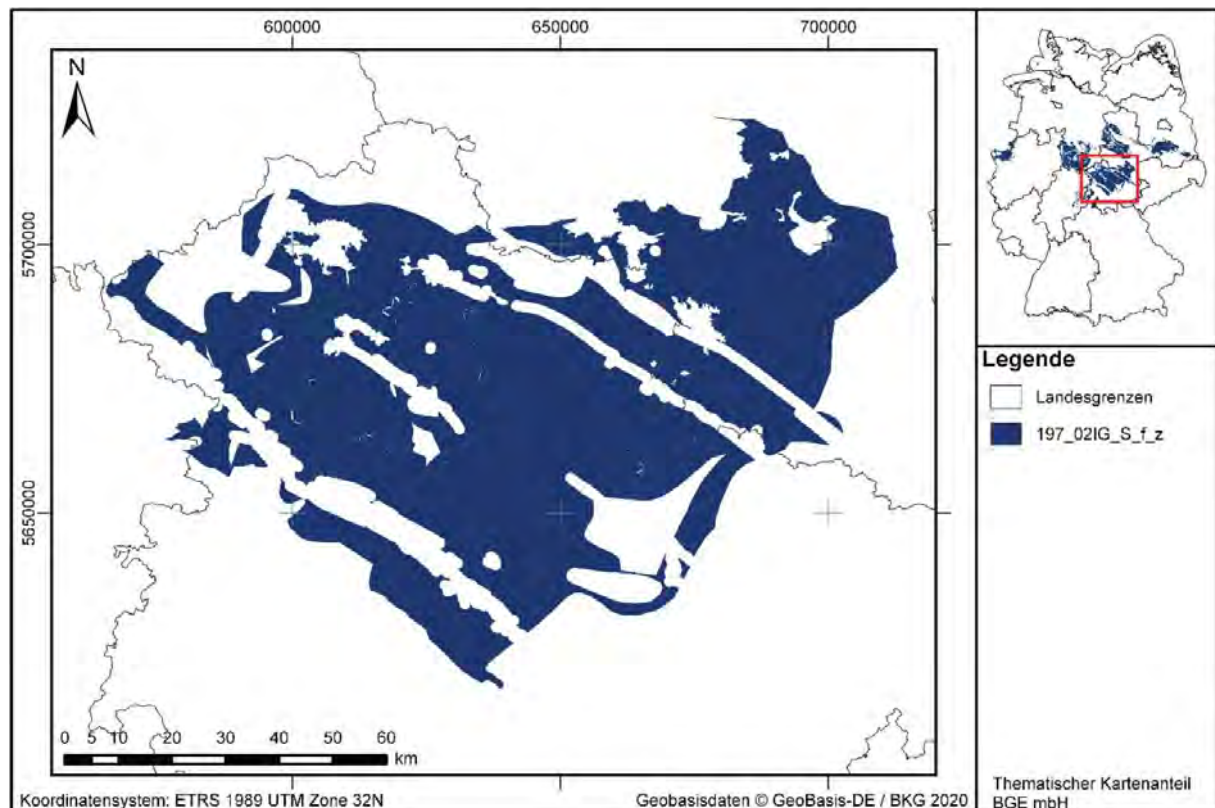 600000 650000 700000
N
5700000
5650000
0 5 10 20 30 40 50 60
km
Koordinatensystem: ETRS 1989 UTM Zone 32N
Geobasisdaten © GeoBasis-DE / BKG 2020
Legende
Landesgrenzen
197_02IG_S_f_z
Thematischer Kartenanteil
BGE mbH